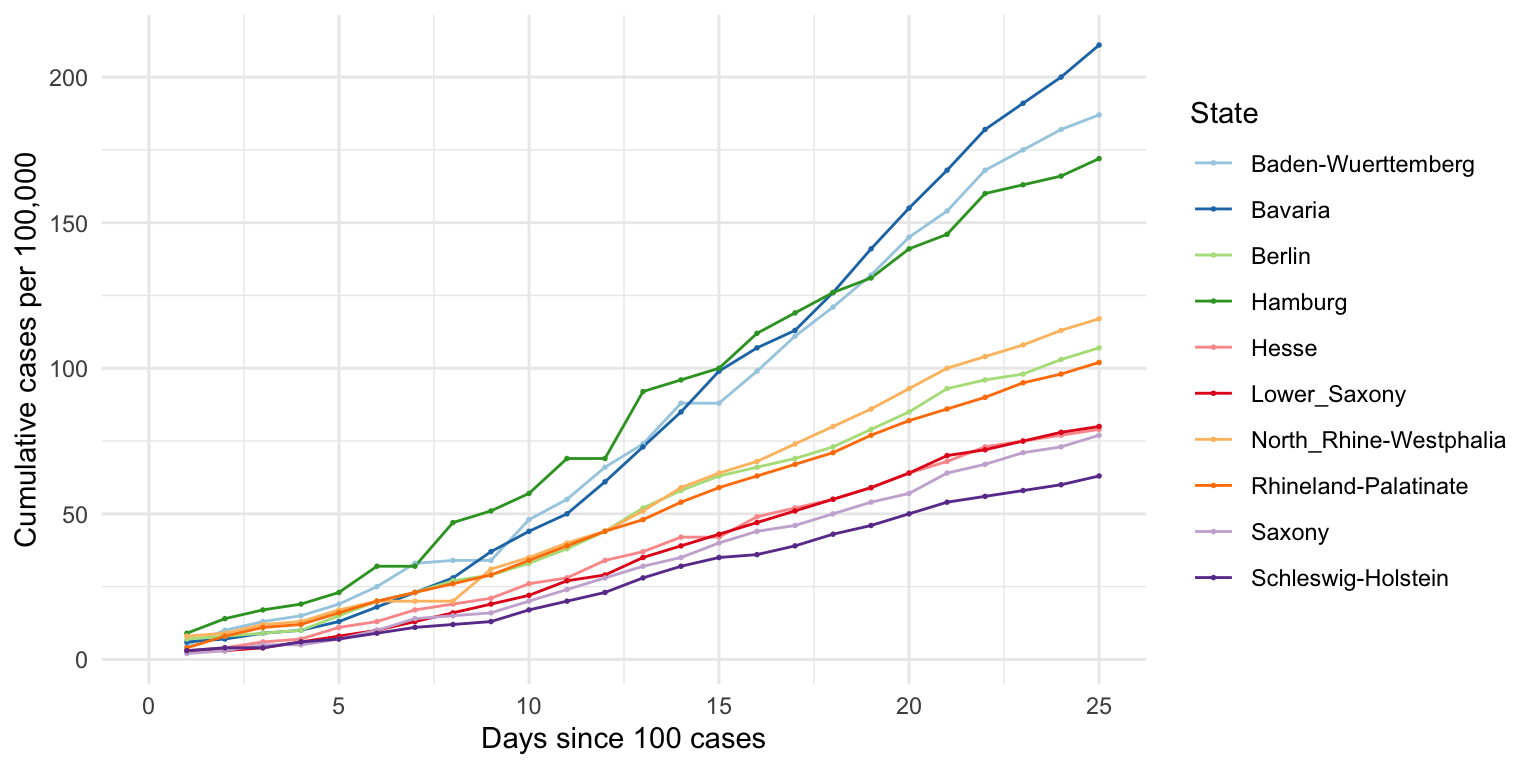 Cumulative cases per 100,000
200
150
100
50
0
0 5 10 15 20 25
Days since 100 cases
State
Baden-Wuerttemberg
Bavaria
Berlin
Hamburg
Hesse
Lower_Saxony
North_Rhine-Westphalia
Rhineland-Palatinate
Saxony
Schleswig-Holstein